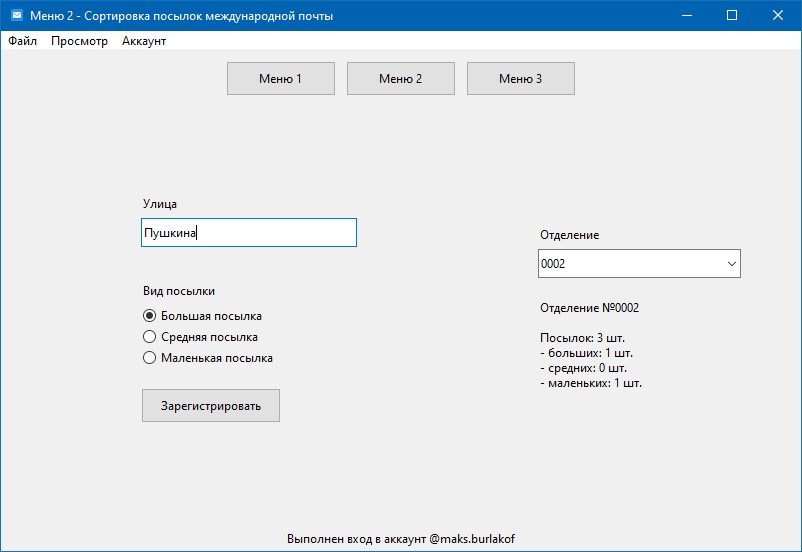 Меню 2 - Сортировка посылок международной почты
Файл Просмотр Аккаунт
Меню 1 Меню 2 Меню 3
Улица
Пушкина
Вид посылки
Большая посылка
Средняя посылка
Маленькая посылка
Зарегистрировать
Отделение
0002
Отделение №0002
Посылок: 3 шт.
- больших: 1 шт.
- средних: 0 шт.
- маленьких: 1 шт.
Выполнен вход в аккаунт @maks.burlakof